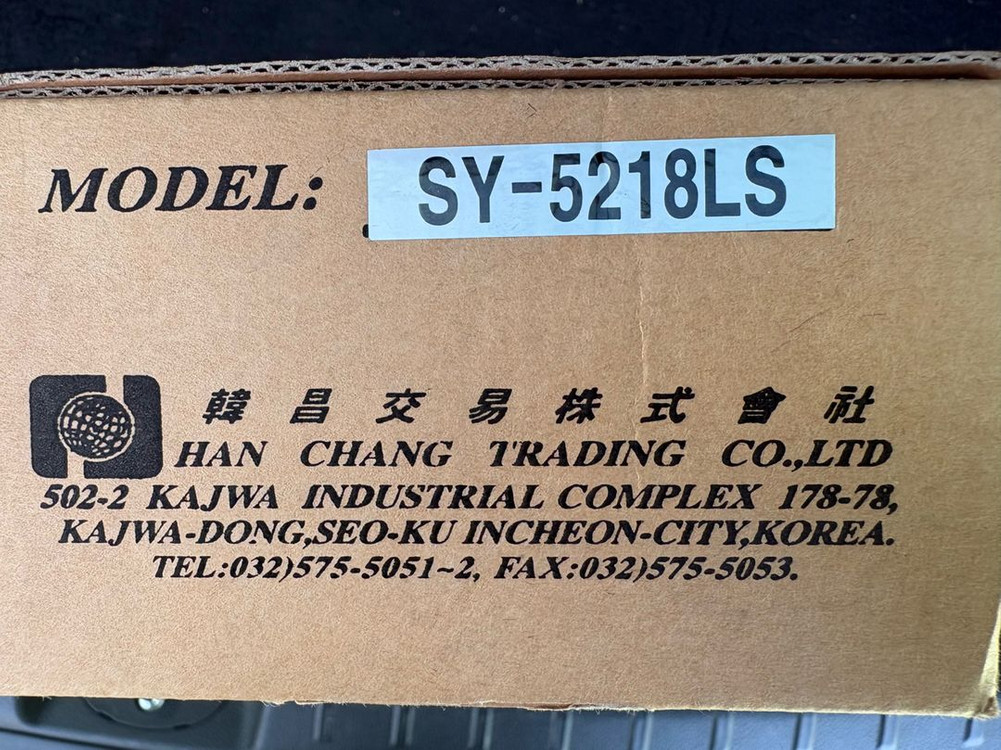 MODEL: SY-5218LS
韓昌交易株式會社
HAN CHANG TRADING CO.,LTD
502-2 KAJWA INDUSTRIAL COMPLEX 178-78,
KAJWA-DONG,SEO-KU INCHEON-CITY,KOREA.
TEL:032)575-5051~2, FAX:032)575-5053.